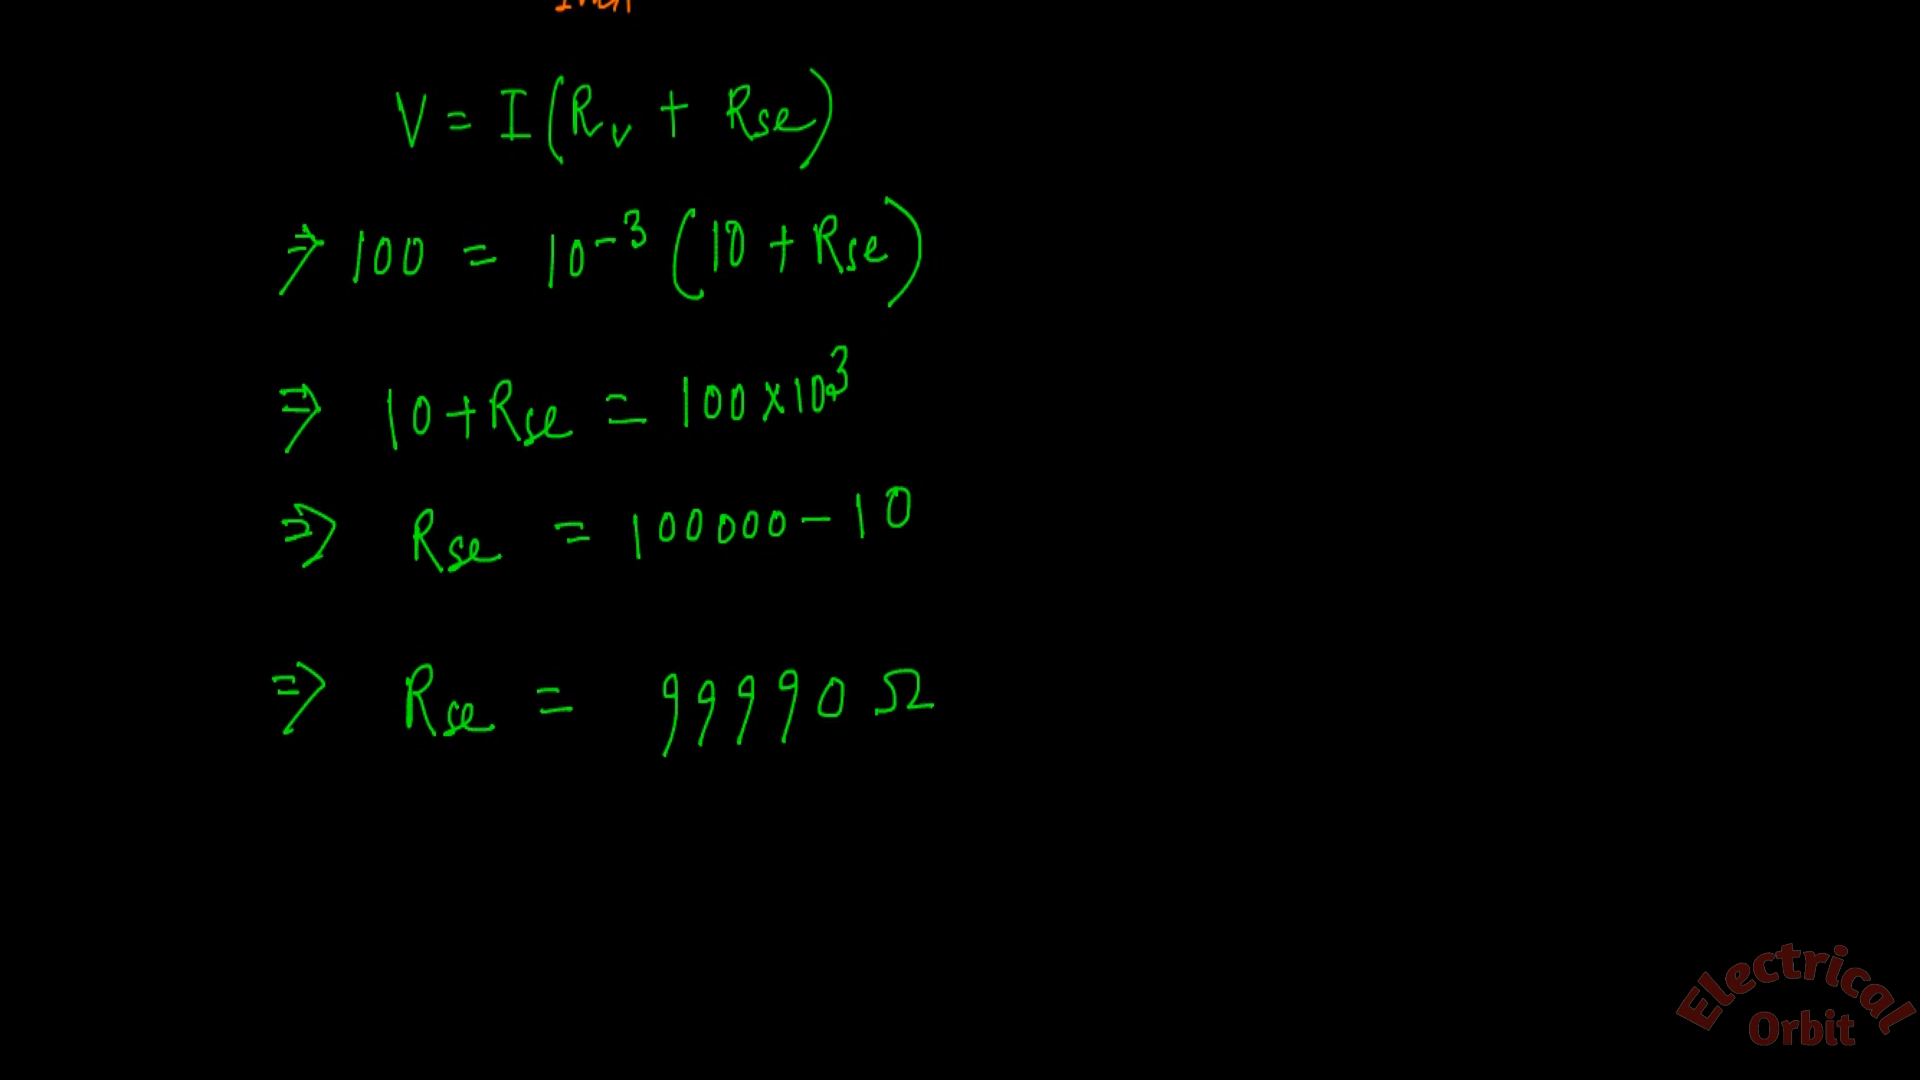 V = I(Rv + Rse)
⇒ 100 = 10⁻³ (10 + Rse)
⇒ 10 + Rse = 100×10³
⇒ Rse = 100000 - 10
⇒ Rse = 99990 Ω
Electrical
Orbit